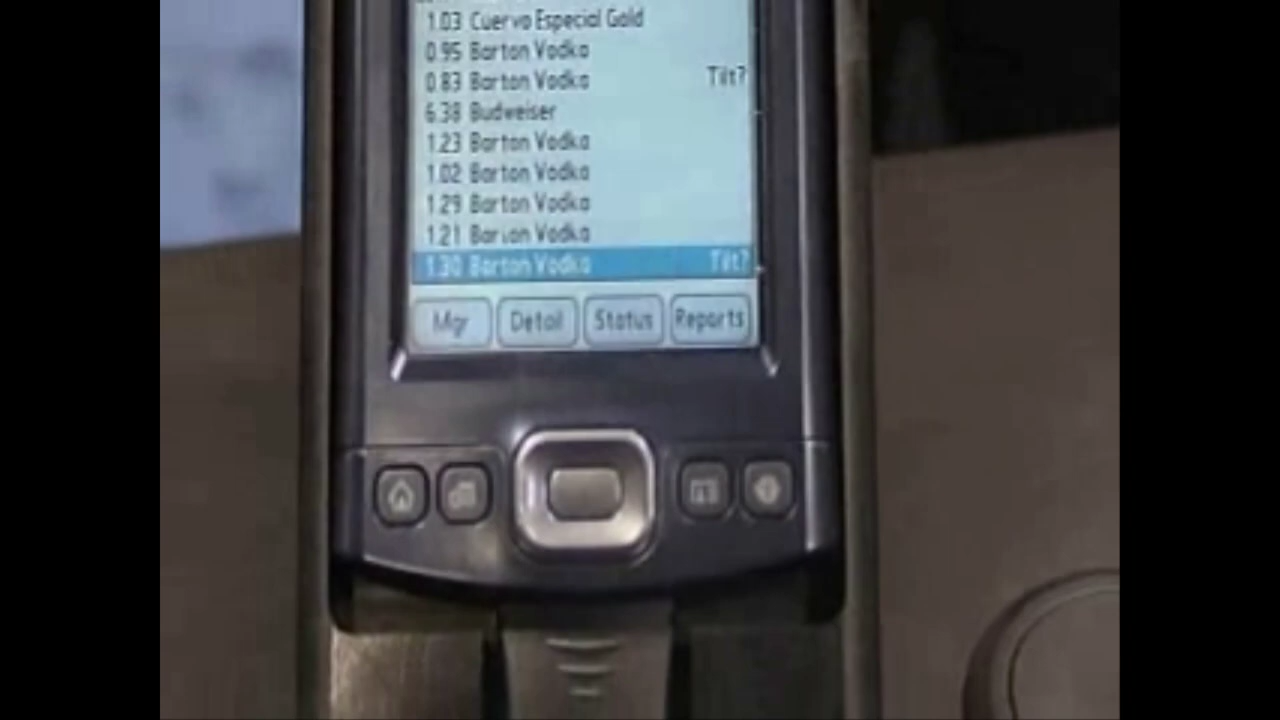 1.03 Cuervo Especial Gold
0.95 Barton Vodka
0.83 Barton Vodka Tilt?
6.38 Budweiser
1.23 Barton Vodka
1.02 Barton Vodka
1.29 Barton Vodka
1.21 Barton Vodka
1.30 Barton Vodka Tilt?
Mgr Detail Status Reports